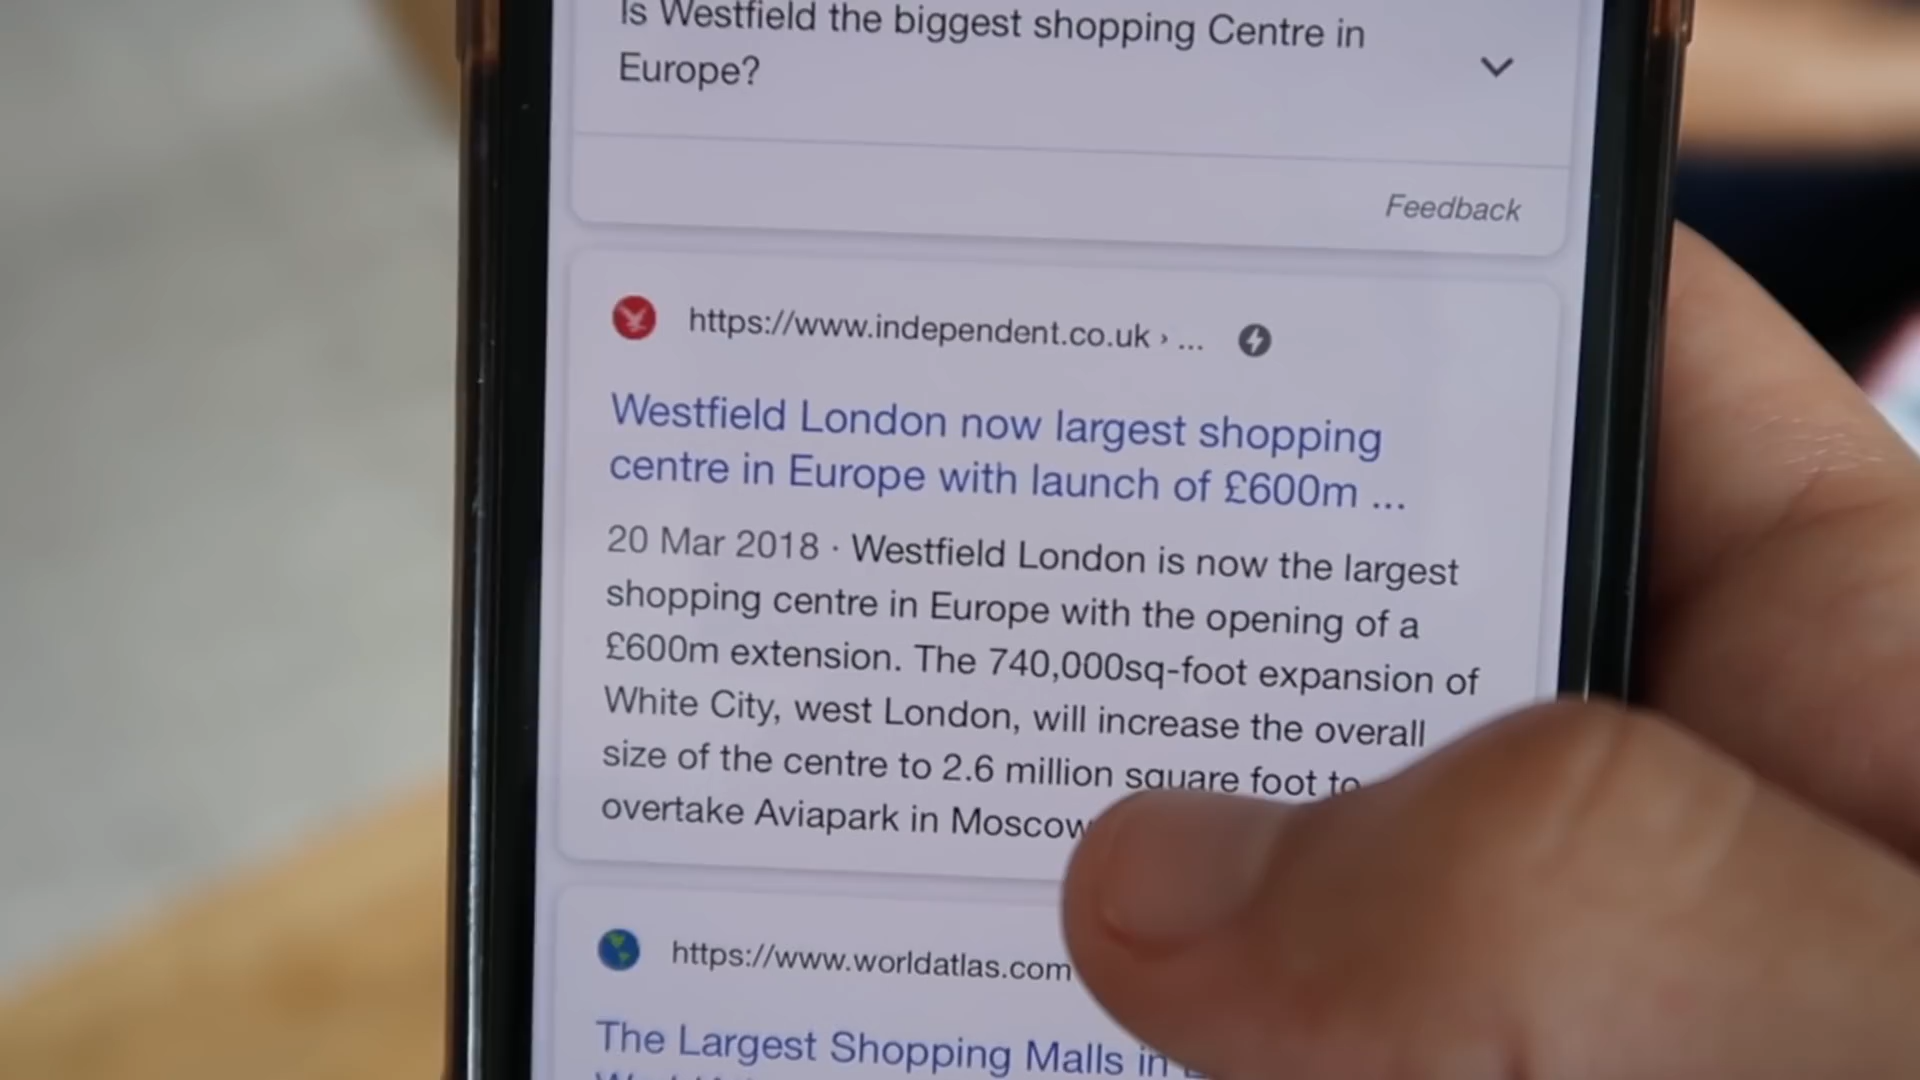 Is Westfield the biggest shopping Centre in
Europe?
Feedback
https://www.independent.co.uk › ...
Westfield London now largest shopping
centre in Europe with launch of £600m ...
20 Mar 2018 · Westfield London is now the largest
shopping centre in Europe with the opening of a
£600m extension. The 740,000sq-foot expansion of
White City, west London, will increase the overall
size of the centre to 2.6 million square foot to
overtake Aviapark in Moscow
https://www.worldatlas.com
The Largest Shopping Malls in